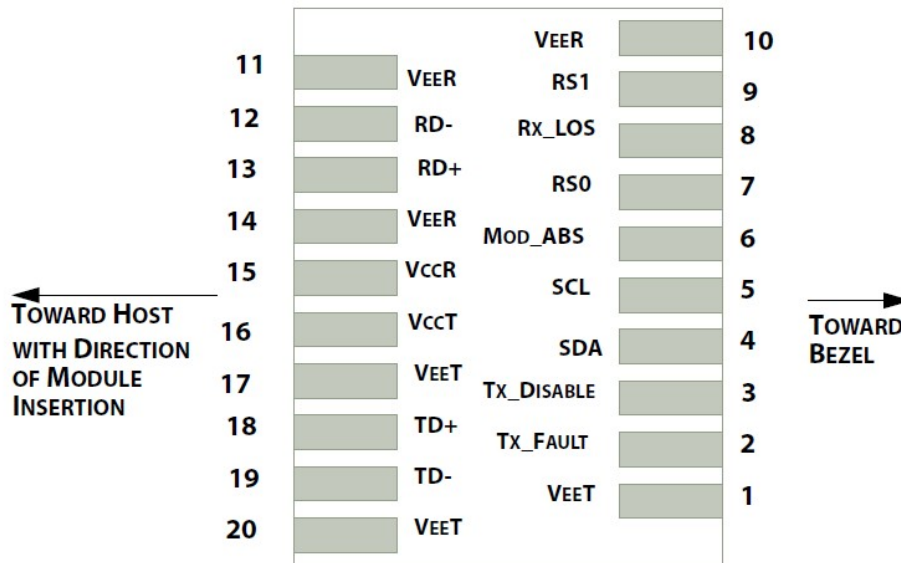 11 VEER
12 RD-
13 RD+
14 VEER
15 VCCR
16 VCCT
17 VEET
18 TD+
19 TD-
20 VEET
VEER 10
RS1 9
RX_LOS 8
RS0 7
MOD_ABS 6
SCL 5
SDA 4
TX_DISABLE 3
TX_FAULT 2
VEET 1
TOWARD HOST
WITH DIRECTION
OF MODULE
INSERTION
TOWARD
BEZEL